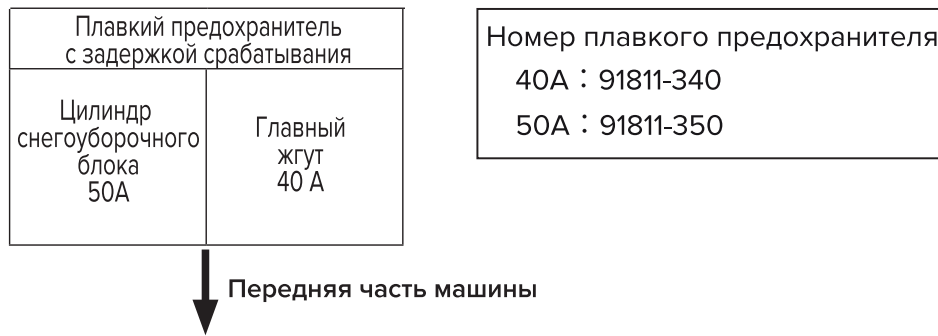 Плавкий предохранитель
с задержкой срабатывания
Цилиндр
снегоуборочного
блока
50A
Главный
жгут
40 A
Передняя часть машины
Номер плавкого предохранителя
40A : 91811-340
50A : 91811-350